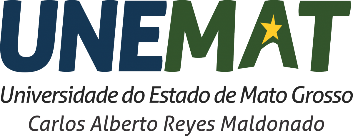 UNEMAT
Universidade do Estado de Mato Grosso
Carlos Alberto Reyes Maldonado